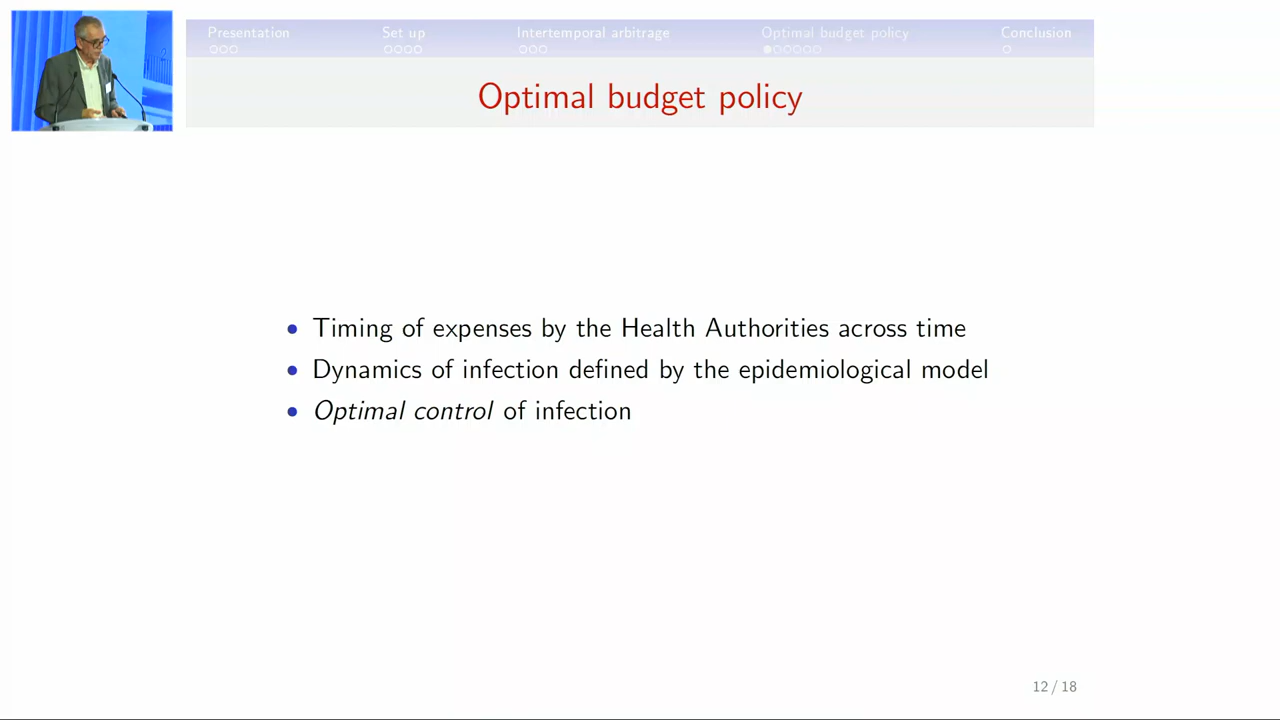 Presentation Set up Intertemporal arbitrage Optimal budget policy Conclusion
Optimal budget policy
• Timing of expenses by the Health Authorities across time
• Dynamics of infection defined by the epidemiological model
• Optimal control of infection
12 / 18